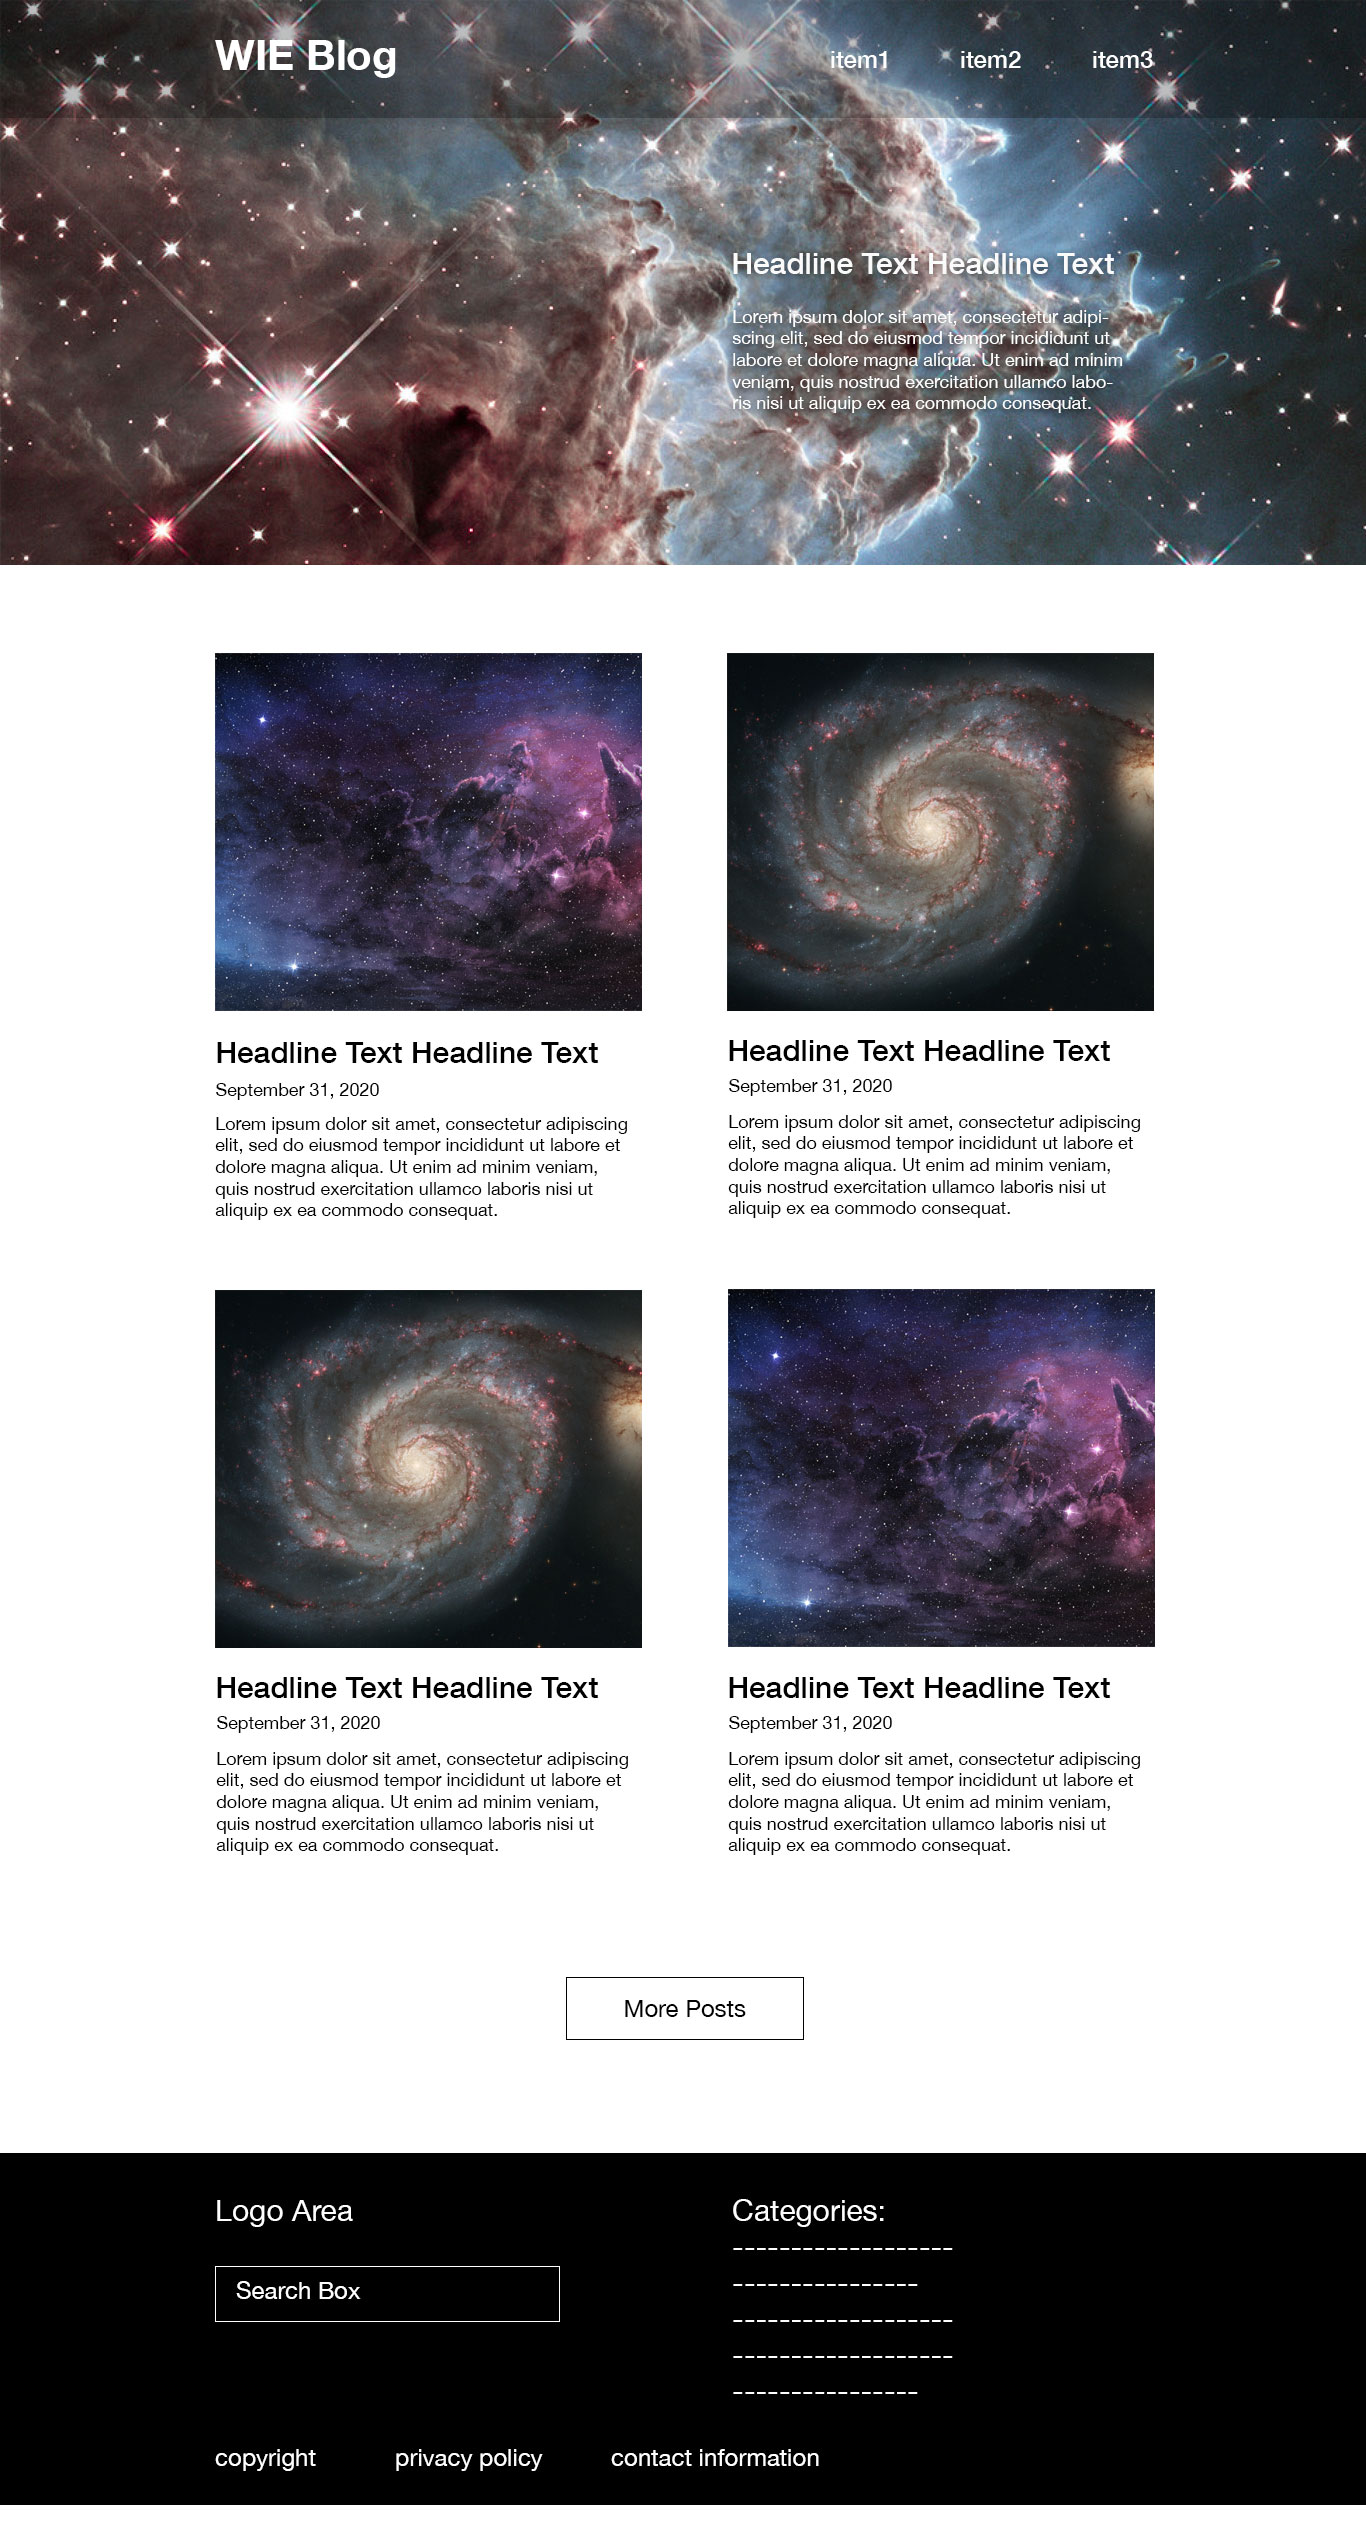 WIE Blog
item1 item2 item3
Headline Text Headline Text
Lorem ipsum dolor sit amet, consectetur adipi-
scing elit, sed do eiusmod tempor incididunt ut
labore et dolore magna aliqua. Ut enim ad minim
veniam, quis nostrud exercitation ullamco labo-
ris nisi ut aliquip ex ea commodo consequat.
Headline Text Headline Text
September 31, 2020
Lorem ipsum dolor sit amet, consectetur adipiscing
elit, sed do eiusmod tempor incididunt ut labore et
dolore magna aliqua. Ut enim ad minim veniam,
quis nostrud exercitation ullamco laboris nisi ut
aliquip ex ea commodo consequat.
Headline Text Headline Text
September 31, 2020
Lorem ipsum dolor sit amet, consectetur adipiscing
elit, sed do eiusmod tempor incididunt ut labore et
dolore magna aliqua. Ut enim ad minim veniam,
quis nostrud exercitation ullamco laboris nisi ut
aliquip ex ea commodo consequat.
Headline Text Headline Text
September 31, 2020
Lorem ipsum dolor sit amet, consectetur adipiscing
elit, sed do eiusmod tempor incididunt ut labore et
dolore magna aliqua. Ut enim ad minim veniam,
quis nostrud exercitation ullamco laboris nisi ut
aliquip ex ea commodo consequat.
Headline Text Headline Text
September 31, 2020
Lorem ipsum dolor sit amet, consectetur adipiscing
elit, sed do eiusmod tempor incididunt ut labore et
dolore magna aliqua. Ut enim ad minim veniam,
quis nostrud exercitation ullamco laboris nisi ut
aliquip ex ea commodo consequat.
More Posts
Logo Area
Search Box
Categories:
-------------------
----------------
-------------------
-------------------
----------------
copyright privacy policy contact information